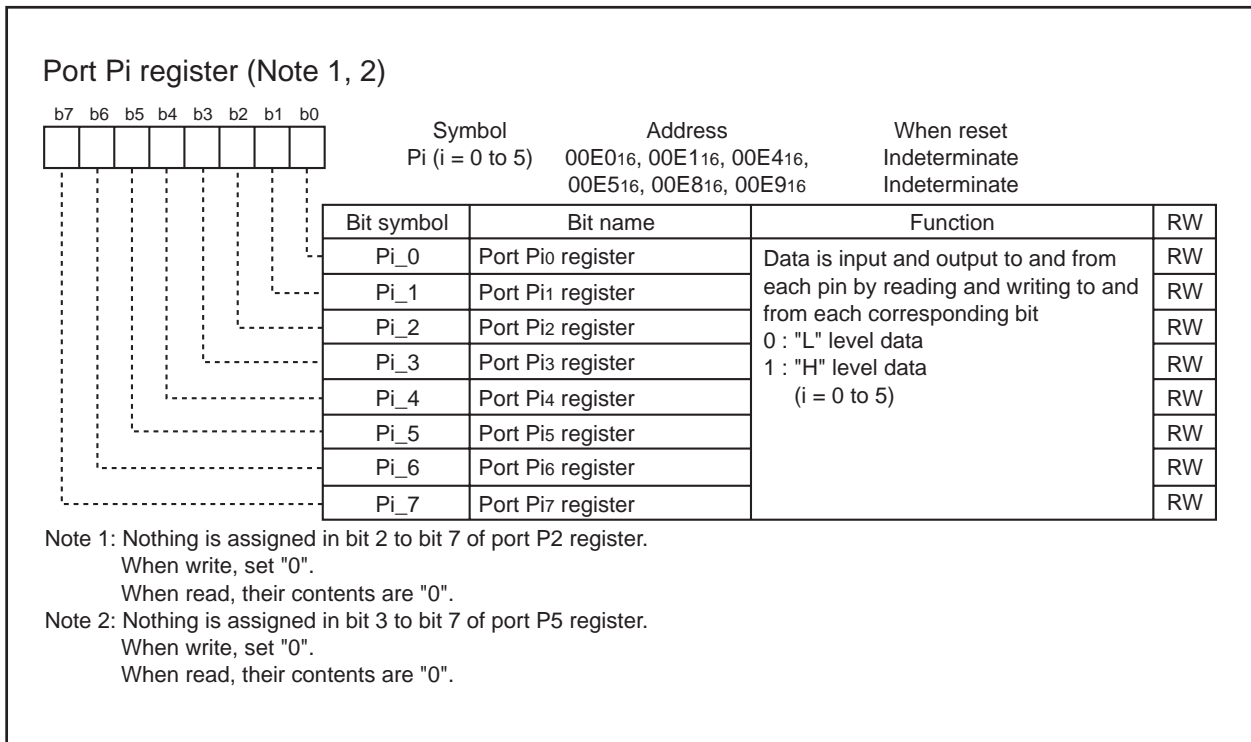 Port Pi register (Note 1, 2)
b7 b6 b5 b4 b3 b2 b1 b0
Symbol Address When reset
Pi (i = 0 to 5) 00E016, 00E116, 00E416, Indeterminate
00E516, 00E816, 00E916 Indeterminate
Bit symbol Bit name Function RW
Pi_0 Port Pi0 register Data is input and output to and from RW
Pi_1 Port Pi1 register each pin by reading and writing to and RW
from each corresponding bit
Pi_2 Port Pi2 register 0 : "L" level data RW
Pi_3 Port Pi3 register 1 : "H" level data RW
Pi_4 Port Pi4 register (i = 0 to 5) RW
Pi_5 Port Pi5 register RW
Pi_6 Port Pi6 register RW
Pi_7 Port Pi7 register RW
Note 1: Nothing is assigned in bit 2 to bit 7 of port P2 register.
When write, set "0".
When read, their contents are "0".
Note 2: Nothing is assigned in bit 3 to bit 7 of port P5 register.
When write, set "0".
When read, their contents are "0".